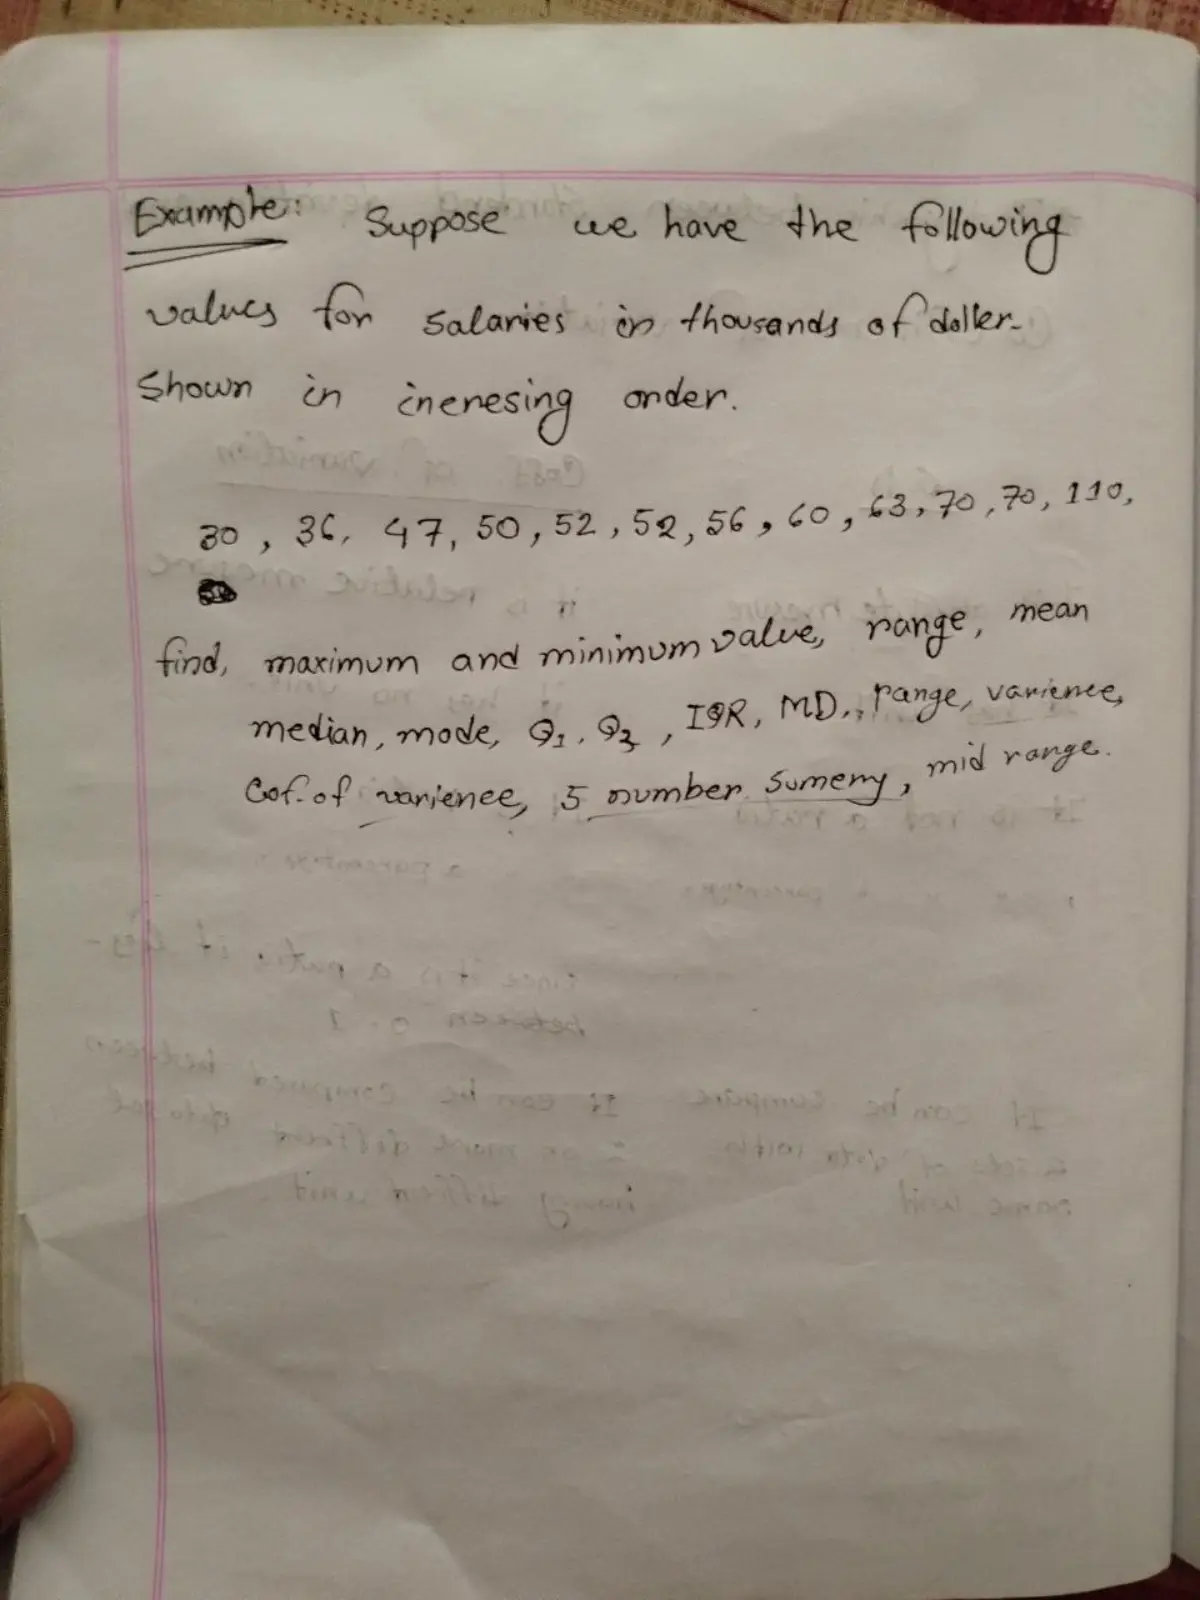 Example: Suppose we have the following
values for salaries in thousands of doller-
Shown in inenesing order.
30, 36, 47, 50, 52, 52, 56, 60, 63, 70, 70, 110,
find, maximum and minimum value, range, mean
median, mode, Q1, Q3, IQR, MD., range, varience,
Cof. of varience, 5 number sumery, mid range.